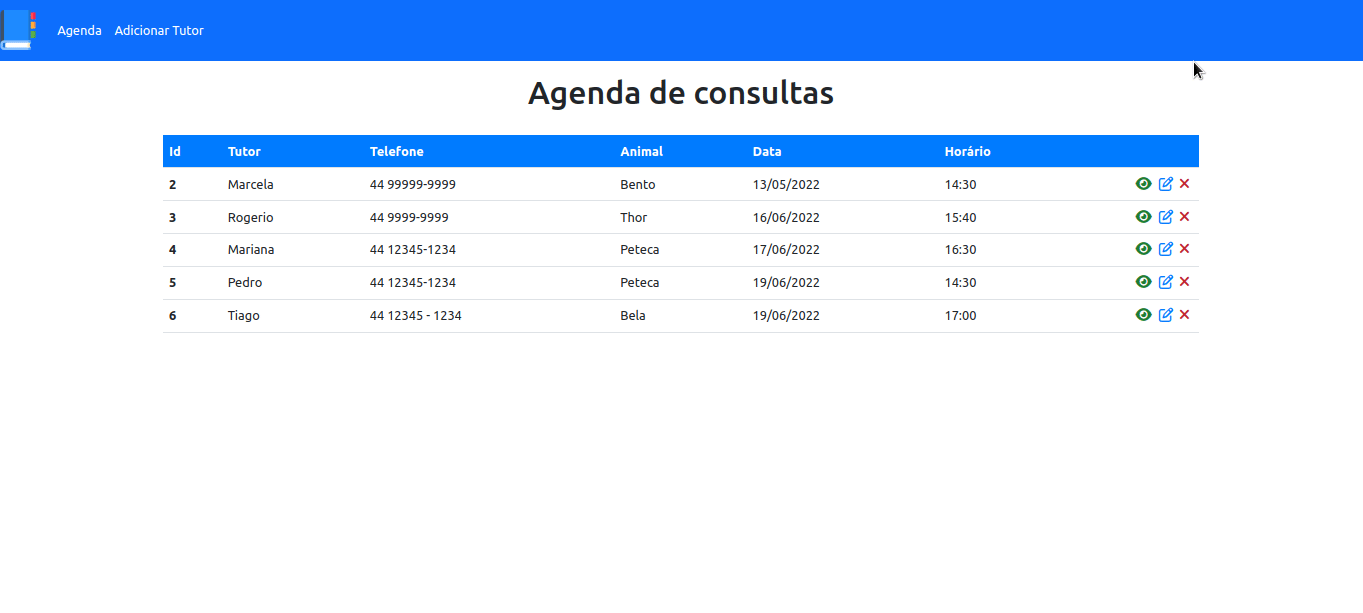 Agenda Adicionar Tutor
Agenda de consultas
Id Tutor Telefone Animal Data Horário
2 Marcela 44 99999-9999 Bento 13/05/2022 14:30
3 Rogerio 44 9999-9999 Thor 16/06/2022 15:40
4 Mariana 44 12345-1234 Peteca 17/06/2022 16:30
5 Pedro 44 12345-1234 Peteca 19/06/2022 14:30
6 Tiago 44 12345 - 1234 Bela 19/06/2022 17:00